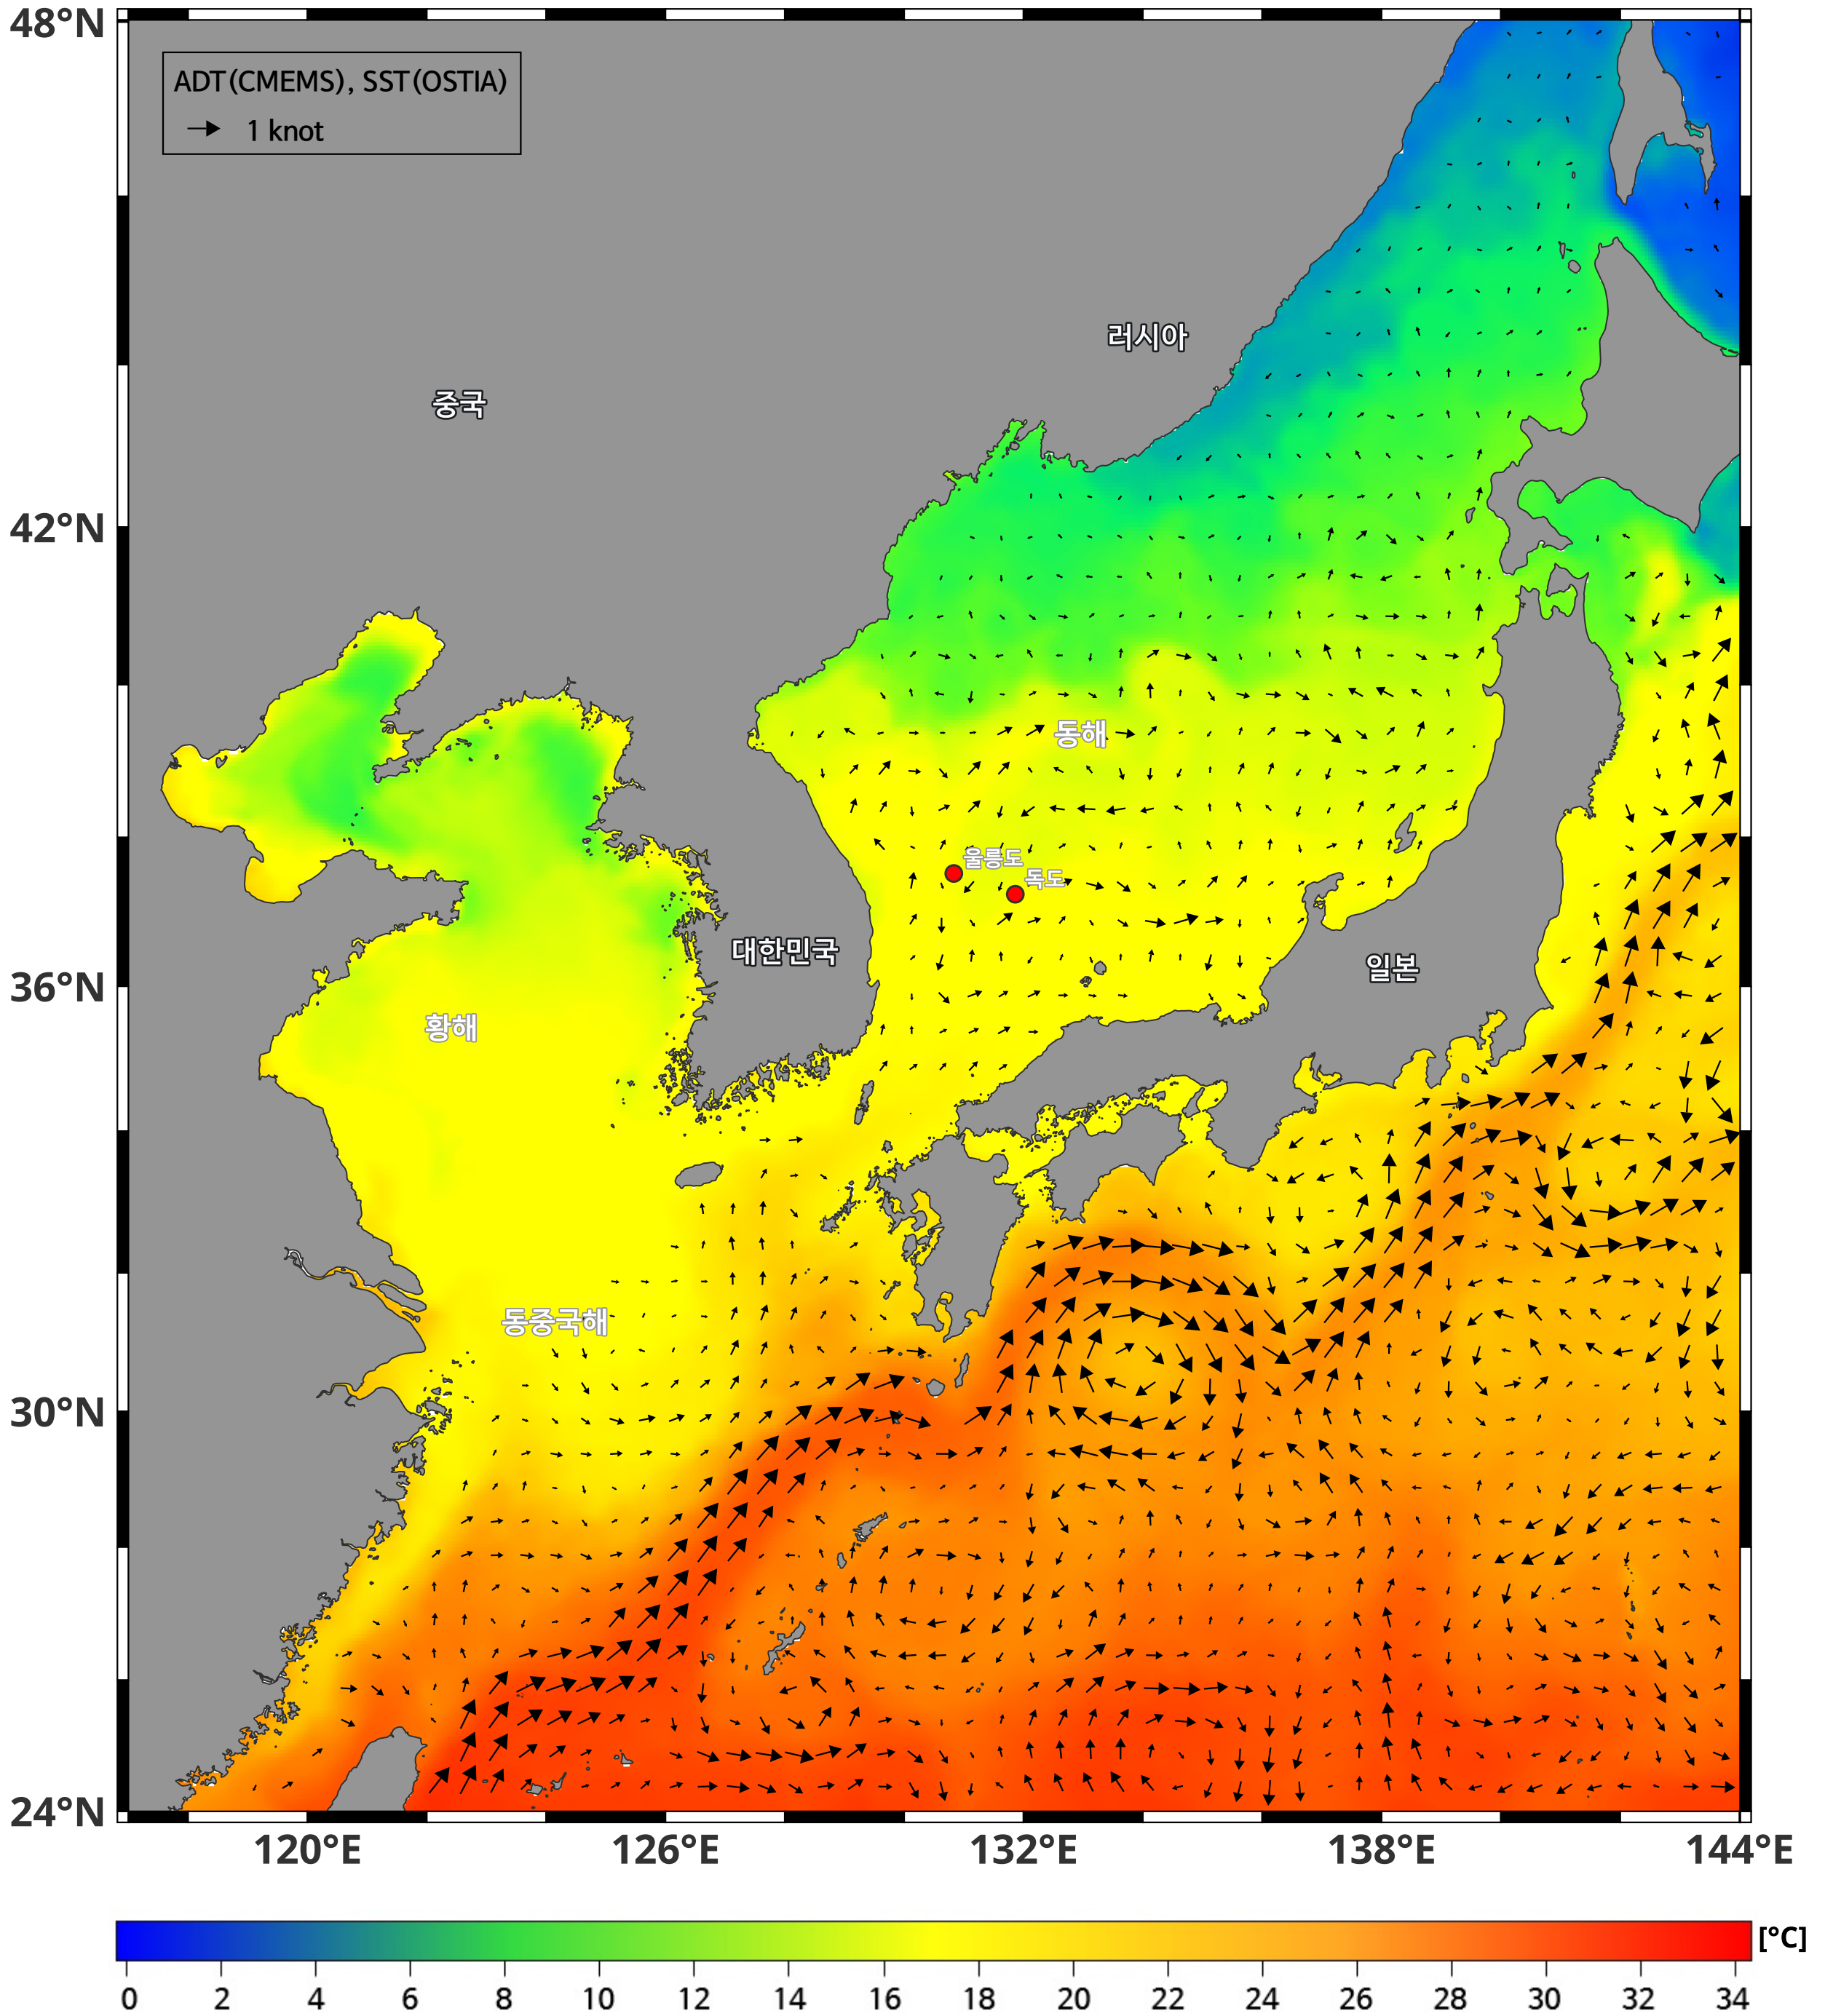 48°N
ADT(CMEMS), SST(OSTIA)
1 knot
러시아
중국
42°N
동해
울릉도
독도
대한민국
일본
36°N
황해
동중국해
30°N
24°N
120°E 126°E 132°E 138°E 144°E
[°C]
0 2 4 6 8 10 12 14 16 18 20 22 24 26 28 30 32 34